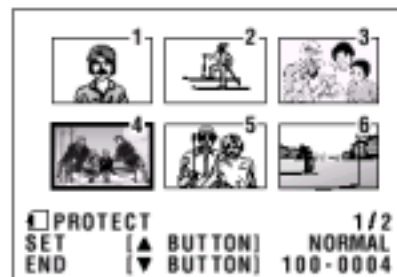 1 2 3
4 5 6
PROTECT 1/2
SET [▲ BUTTON] NORMAL
END [▼ BUTTON] 100-0004